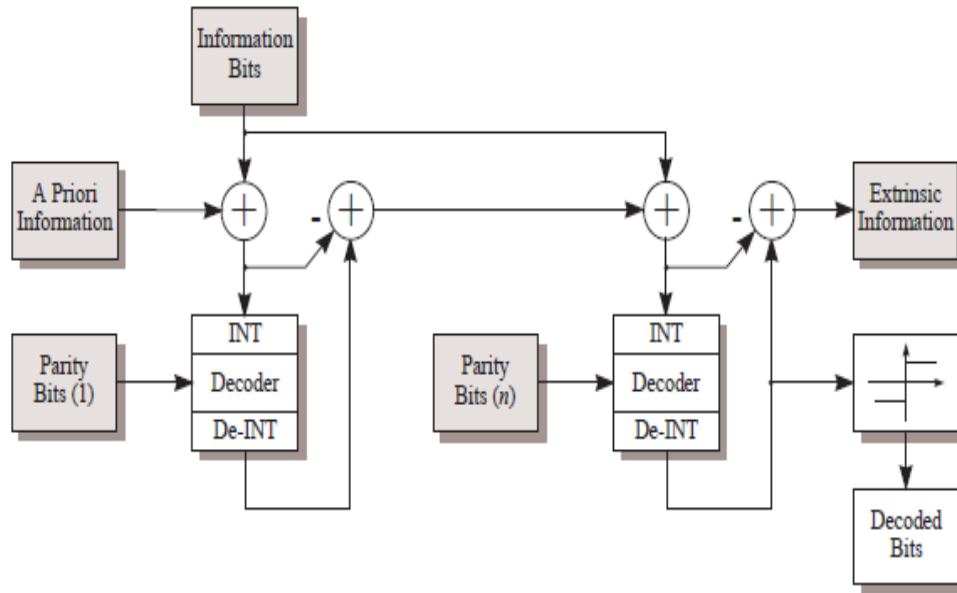 Information
Bits
A Priori
Information
+
-
+
+
-
+
Extrinsic
Information
Parity
Bits (1)
INT
Decoder
De-INT
Parity
Bits (n)
INT
Decoder
De-INT
Decoded
Bits